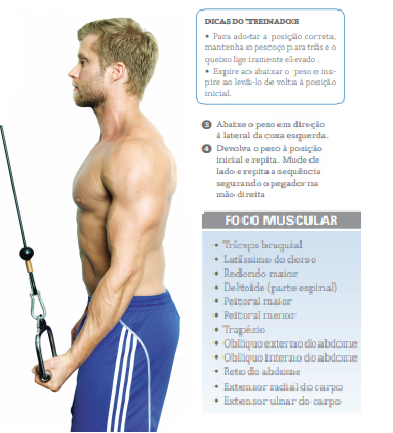 DICAS DO TREINADOR
• Para adotar a posição correta,
mantenha o pescoço para trás e o
queixo ligeiramente elevado.
• Expire ao abaixar o peso e ins-
pire ao levá-lo de volta à posição
inicial.
3 Abaixe o peso em direção
à lateral da coxa esquerda.
4 Devolva o peso à posição
inicial e repita. Mude de
lado e repita a sequência
segurando o pegador na
mão direita
FOCO MUSCULAR
• Tríceps braquial
• Latíssimo do dorso
• Redondo maior
• Deltoide (parte espinal)
• Peitoral maior
• Peitoral menor
• Trapézio
• Oblíquo externo do abdome
• Oblíquo interno do abdome
• Reto do abdome
• Extensor radial do carpo
• Extensor ulnar do carpo